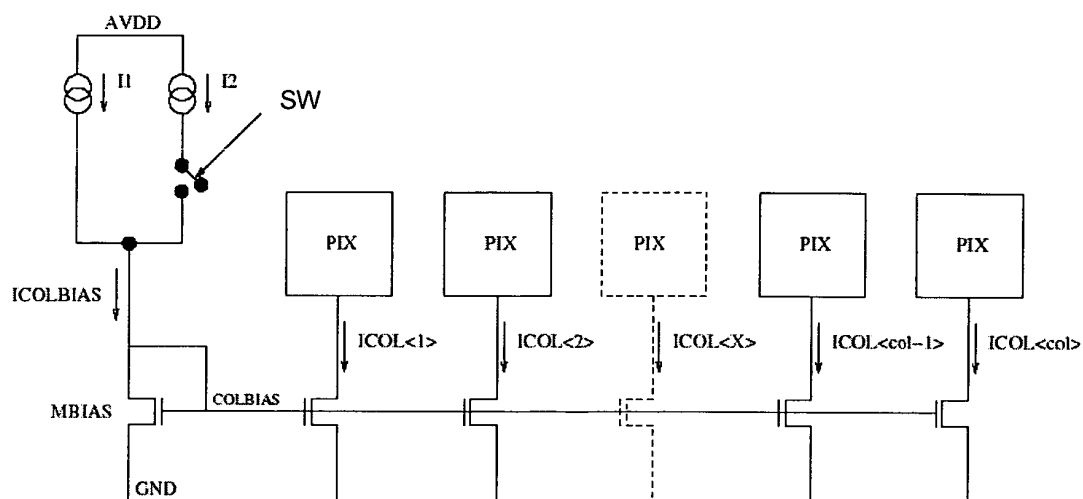 AVDD
I1
I2
SW
PIX
PIX
PIX
PIX
PIX
ICOLBIAS
ICOL<1>
ICOL<2>
ICOL<X>
ICOL<col-1>
ICOL<col>
MBIAS
COLBIAS
GND